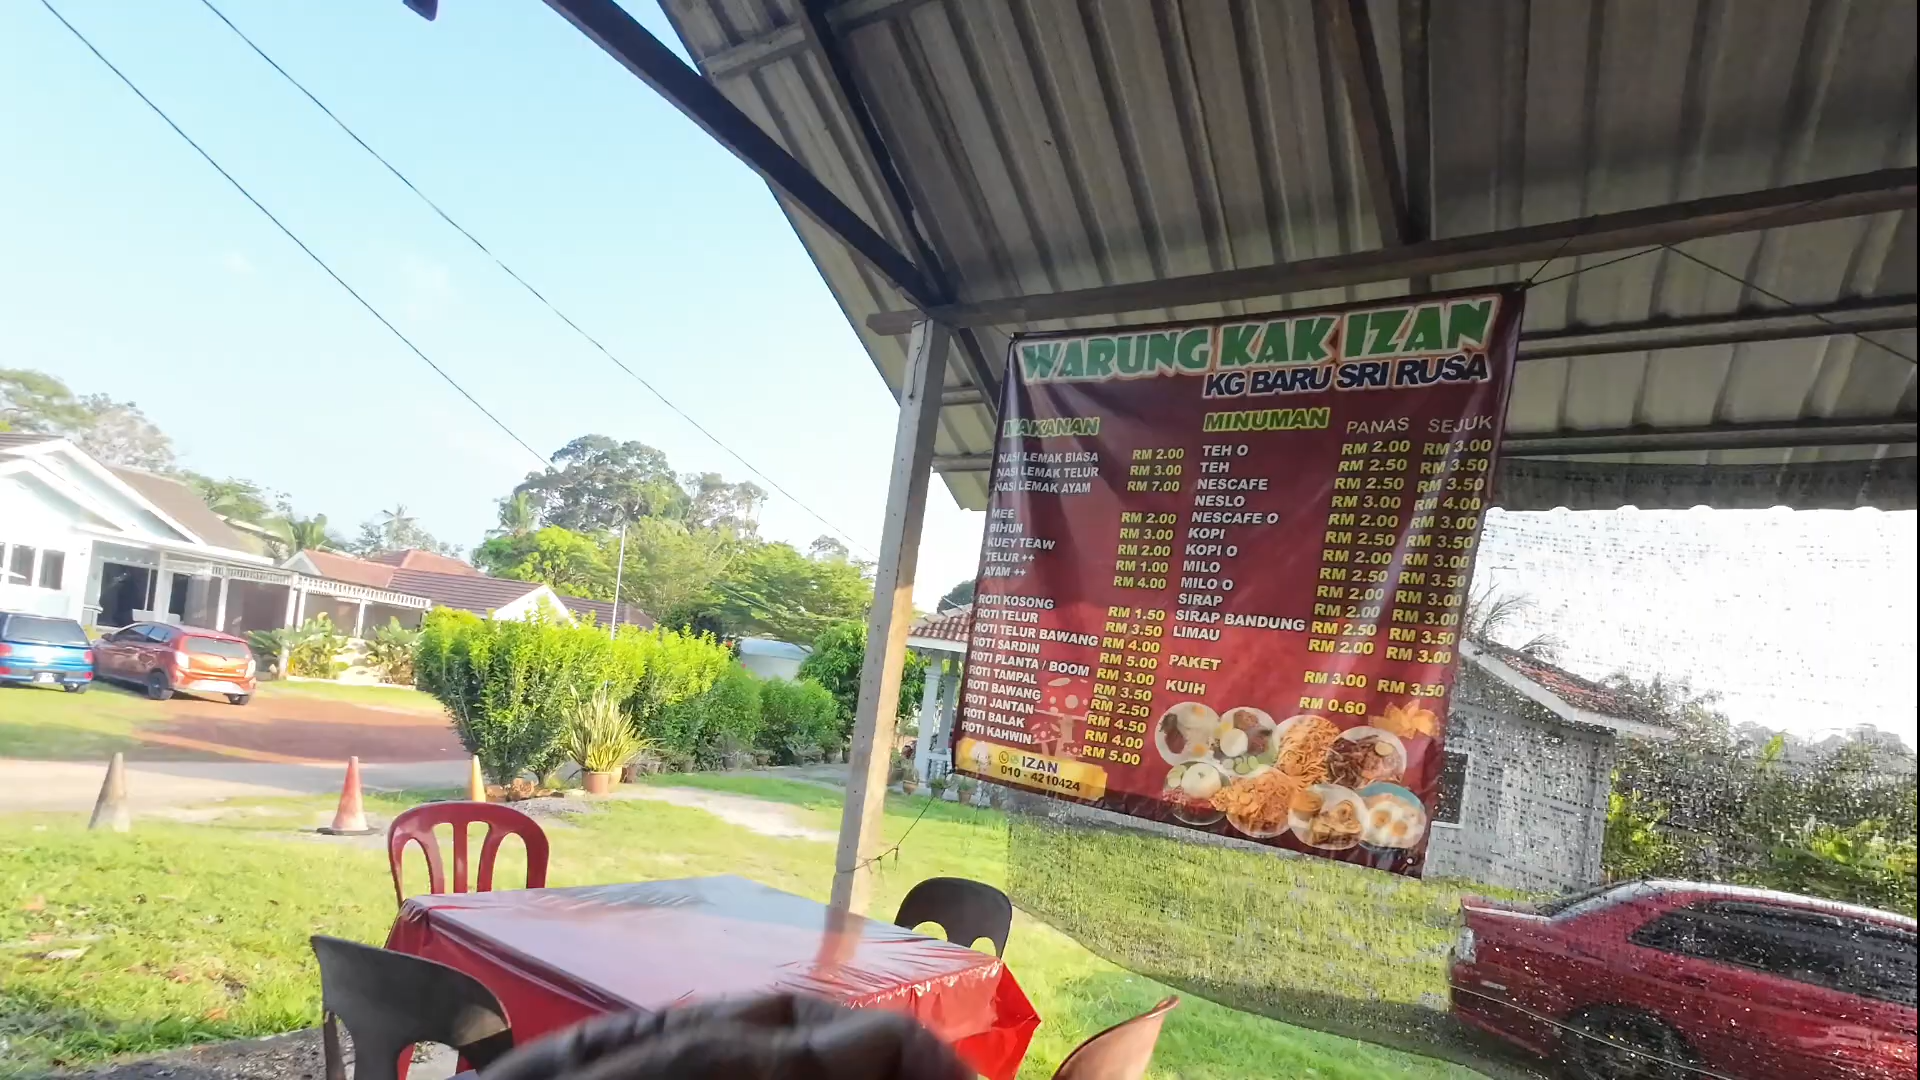 WARUNG KAK IZAN
KG BARU SRI RUSA
MAKANAN
NASI LEMAK BIASA RM 2.00
NASI LEMAK TELUR RM 3.00
NASI LEMAK AYAM RM 7.00
MEE RM 2.00
BIHUN RM 3.00
KUEY TEAW RM 2.00
TELUR ++ RM 1.00
AYAM ++ RM 4.00
ROTI KOSONG RM 1.50
ROTI TELUR RM 3.50
ROTI TELUR BAWANG RM 4.00
ROTI SARDIN RM 5.00
ROTI PLANTA / BOOM RM 3.00
ROTI TAMPAL RM 3.50
ROTI BAWANG RM 2.50
ROTI JANTAN RM 4.50
ROTI BALAK RM 4.00
ROTI KAHWIN RM 5.00
IZAN
010 - 4210424
MINUMAN PANAS SEJUK
TEH O RM 2.00 RM 3.00
TEH RM 2.50 RM 3.50
NESCAFE RM 2.50 RM 3.50
NESLO RM 3.00 RM 4.00
NESCAFE O RM 2.00 RM 3.00
KOPI RM 2.50 RM 3.50
KOPI O RM 2.00 RM 3.00
MILO RM 2.50 RM 3.50
MILO O RM 2.00 RM 3.00
SIRAP RM 2.00 RM 3.00
SIRAP BANDUNG RM 2.50 RM 3.50
LIMAU RM 2.00 RM 3.00
PAKET RM 3.00 RM 3.50
KUIH RM 0.60